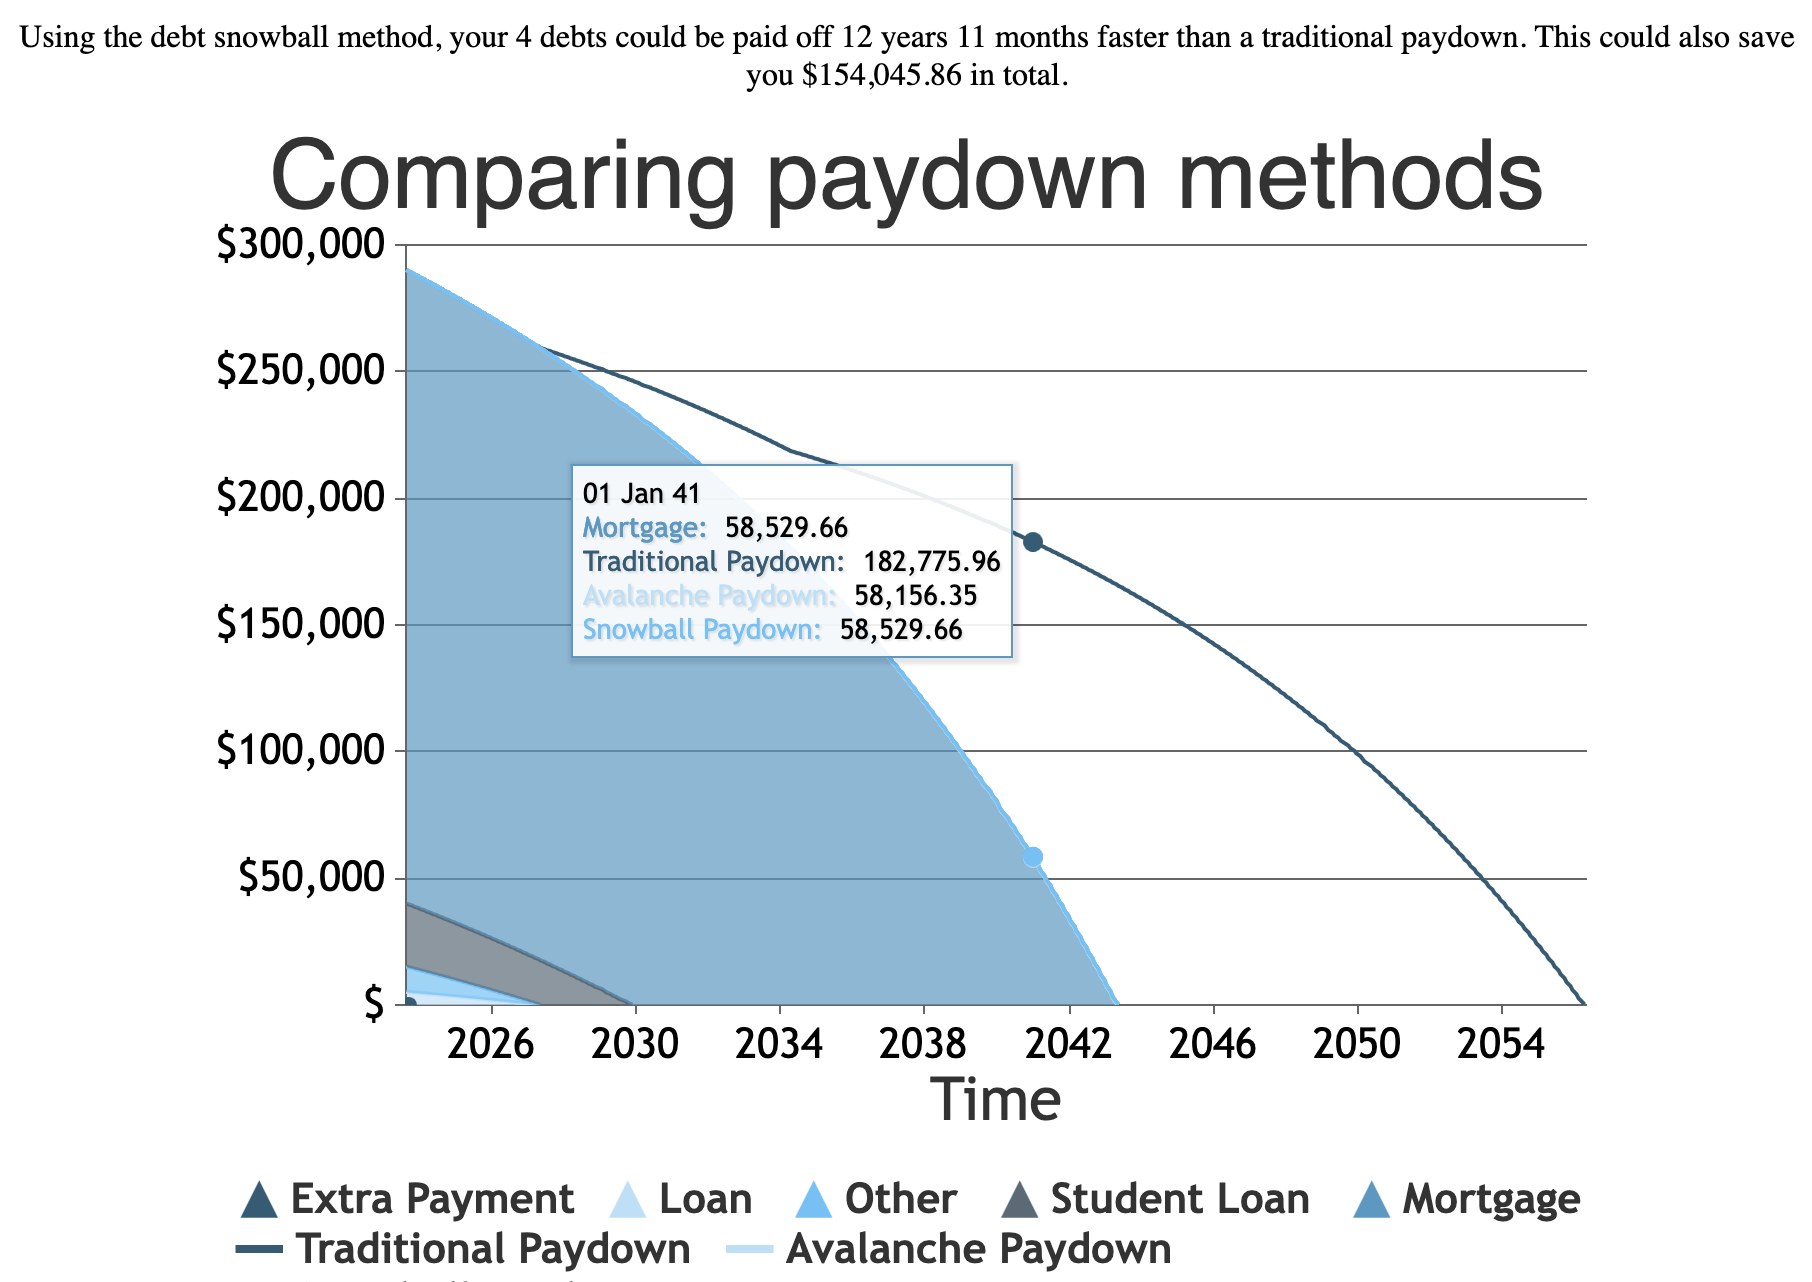 Using the debt snowball method, your 4 debts could be paid off 12 years 11 months faster than a traditional paydown. This could also save
you $154,045.86 in total.
Comparing paydown methods
$300,000
$250,000
$200,000
$150,000
$100,000
$50,000
$
01 Jan 41
Mortgage: 58,529.66
Traditional Paydown: 182,775.96
Avalanche Paydown: 58,156.35
Snowball Paydown: 58,529.66
2026 2030 2034 2038 2042 2046 2050 2054
Time
Extra Payment Loan Other Student Loan Mortgage
Traditional Paydown Avalanche Paydown